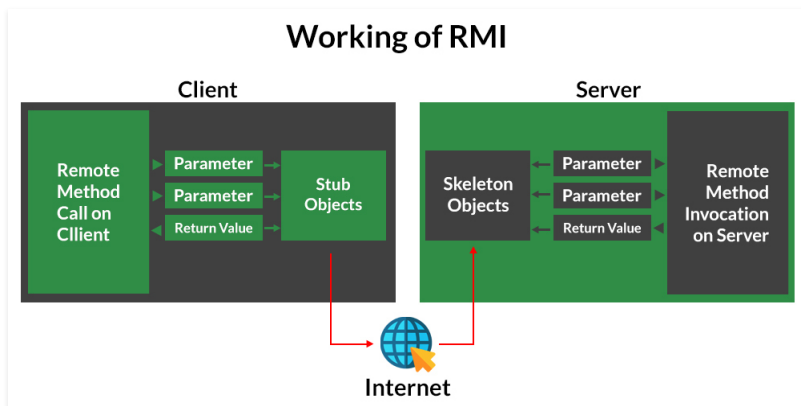 Working of RMI
Client
Remote
Method
Call on
Cllient
Parameter
Parameter
Return Value
Stub
Objects
Server
Skeleton
Objects
Parameter
Parameter
Return Value
Remote
Method
Invocation
on Server
Internet